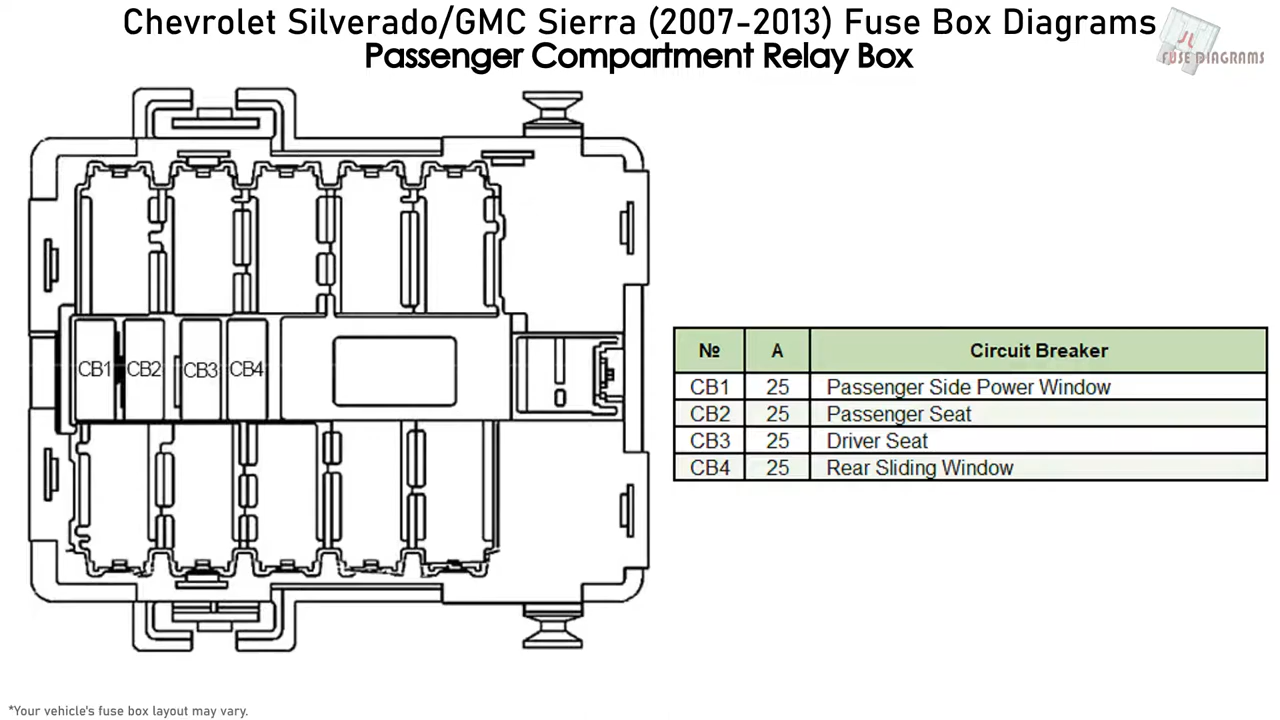 Chevrolet Silverado/GMC Sierra (2007-2013) Fuse Box Diagrams
Passenger Compartment Relay Box
JL
FUSE DIAGRAMS
CB1 CB2 CB3 CB4
№ A Circuit Breaker
CB1 25 Passenger Side Power Window
CB2 25 Passenger Seat
CB3 25 Driver Seat
CB4 25 Rear Sliding Window
*Your vehicle's fuse box layout may vary.